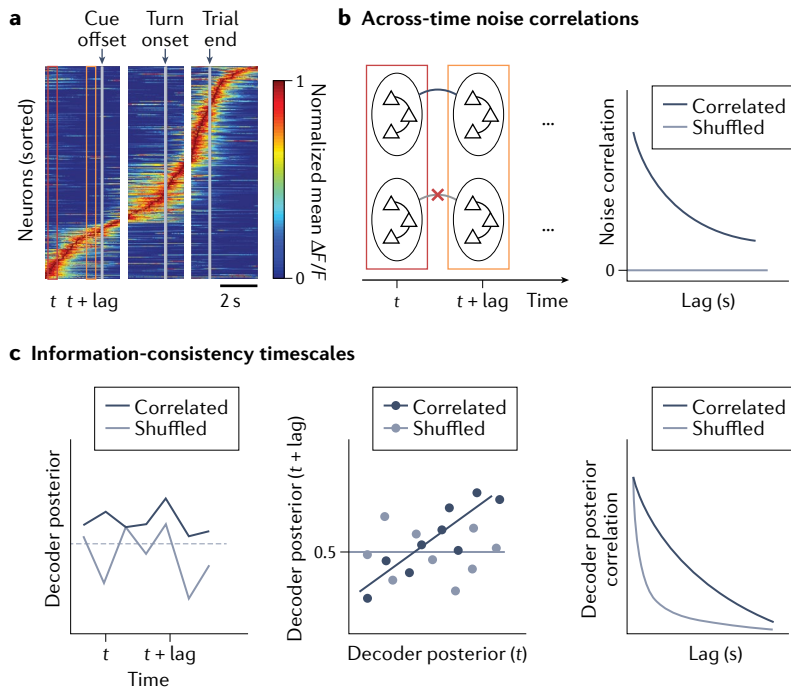 a
Cue offset
Turn onset
Trial end
Neurons (sorted)
1
0
Normalized mean ΔF/F
t
t + lag
2 s
b Across-time noise correlations
...
...
t
t + lag
Time
Correlated
Shuffled
Noise correlation
0
Lag (s)
c Information-consistency timescales
Correlated
Shuffled
Decoder posterior
t
t + lag
Time
Correlated
Shuffled
Decoder posterior (t + lag)
0.5
Decoder posterior (t)
Correlated
Shuffled
Decoder posterior
correlation
Lag (s)